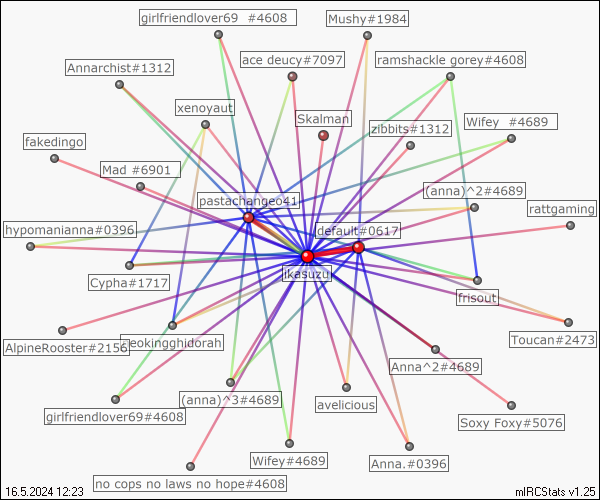 girlfriendlover69 #4608
Mushy#1984
ace deucy#7097
ramshackle gorey#4608
Annarchist#1312
xenoyaut
Skalman
zibbits#1312
Wifey #4689
fakedingo
Mad #6901
(anna)^2#4689
pastachangeo41
rattgaming
hypomanianna#0396
default#0617
ikasuzu
Cypha#1717
frisout
AlpineRooster#2156
Toucan#2473
Anna^2#4689
(anna)^3#4689
avelicious
girlfriendlover69#4608
Soxy Foxy#5076
Wifey#4689
Anna.#0396
no cops no laws no hope#4608
16.5.2024 12:23
mIRCStats v1.25